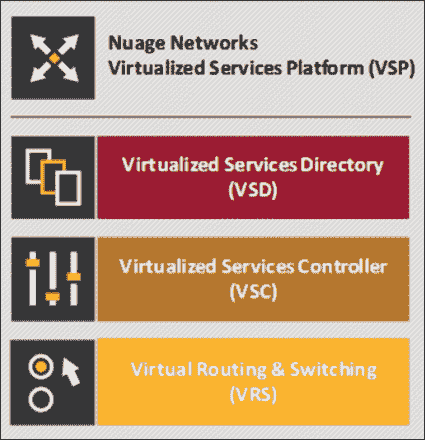 Nuage Networks
Virtualized Services Platform (VSP)
Virtualized Services Directory
(VSD)
Virtualized Services Controller
(VSC)
Virtual Routing & Switching
(VRS)